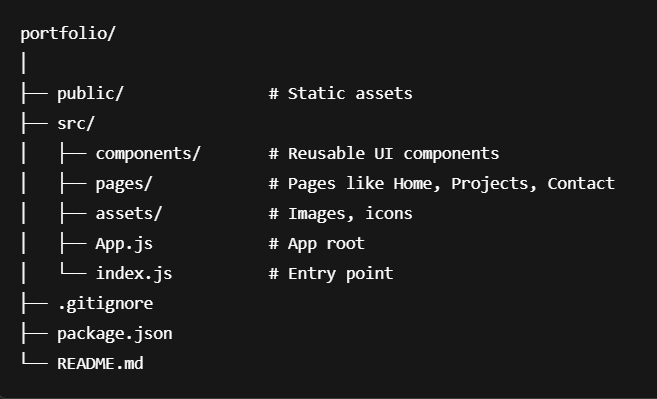 portfolio/
│
├── public/               # Static assets
├── src/
│   ├── components/       # Reusable UI components
│   ├── pages/            # Pages like Home, Projects, Contact
│   ├── assets/           # Images, icons
│   ├── App.js            # App root
│   └── index.js          # Entry point
├── .gitignore
├── package.json
└── README.md